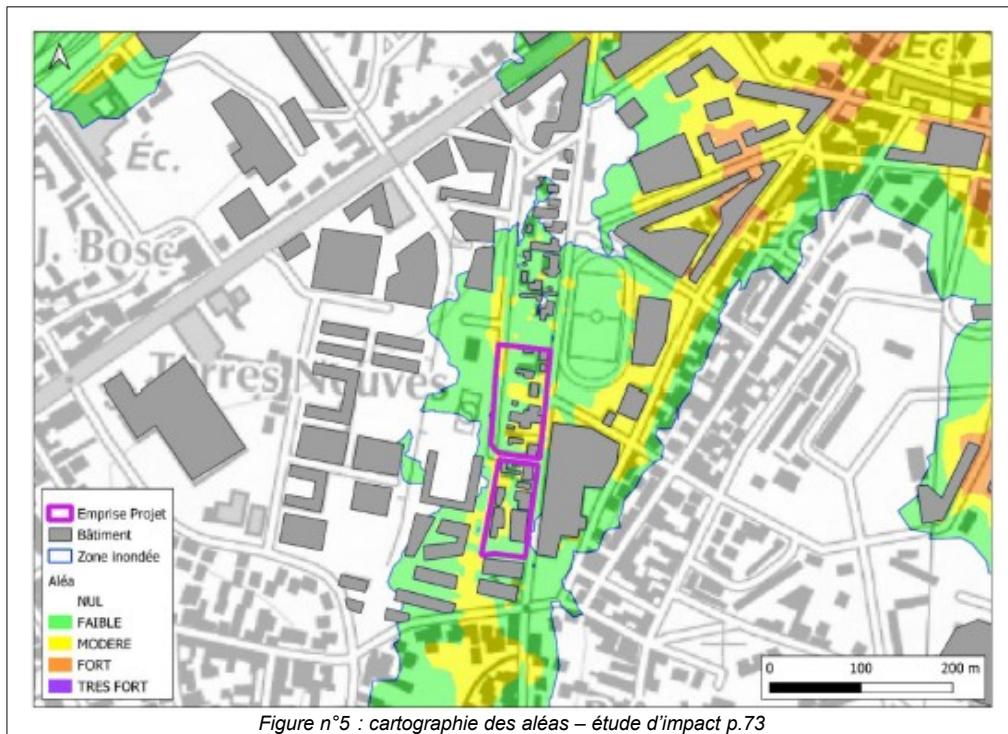 Éc.
Éc.
J. Bosc
Éc.
Terres Neuves
Emprise Projet
Bâtiment
Zone inondée
Aléa
NUL
FAIBLE
MODERE
FORT
TRES FORT
0 100 200 m
Figure n°5 : cartographie des aléas – étude d'impact p.73